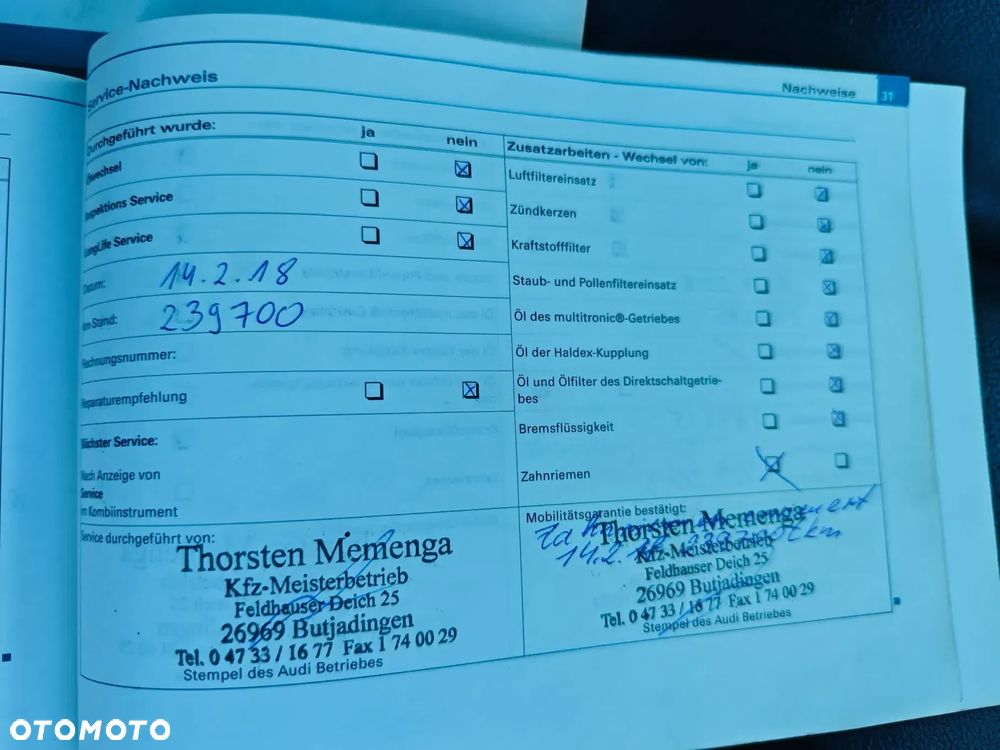 Nachweise 31
Service-Nachweis
Durchgeführt wurde: ja nein
Ölwechsel
Inspektions Service
LongLife Service
Datum: 14.2.18
km-Stand: 239700
Rechnungsnummer:
Reparaturempfehlung
Nächster Service:
Nach Anzeige von
Service
im Kombiinstrument
Service durchgeführt von:
Thorsten Memenga
Kfz-Meisterbetrieb
Feldhauser Deich 25
26969 Butjadingen
Tel. 0 47 33 / 16 77 Fax 1 74 00 29
Stempel des Audi Betriebes
Zusatzarbeiten - Wechsel von: ja nein
Luftfiltereinsatz
Zündkerzen
Kraftstofffilter
Staub- und Pollenfiltereinsatz
Öl des multitronic®-Getriebes
Öl der Haldex-Kupplung
Öl und Ölfilter des Direktschaltgetrie-
bes
Bremsflüssigkeit
Zahnriemen
Mobilitätsgarantie bestätigt:
Thorsten Memenga
14.2.
Kfz-Meisterbetrieb
Feldhauser Deich 25
26969 Butjadingen
Tel. 0 47 33 / 16 77 Fax 1 74 00 29
Stempel des Audi Betriebes
OTOMOTO